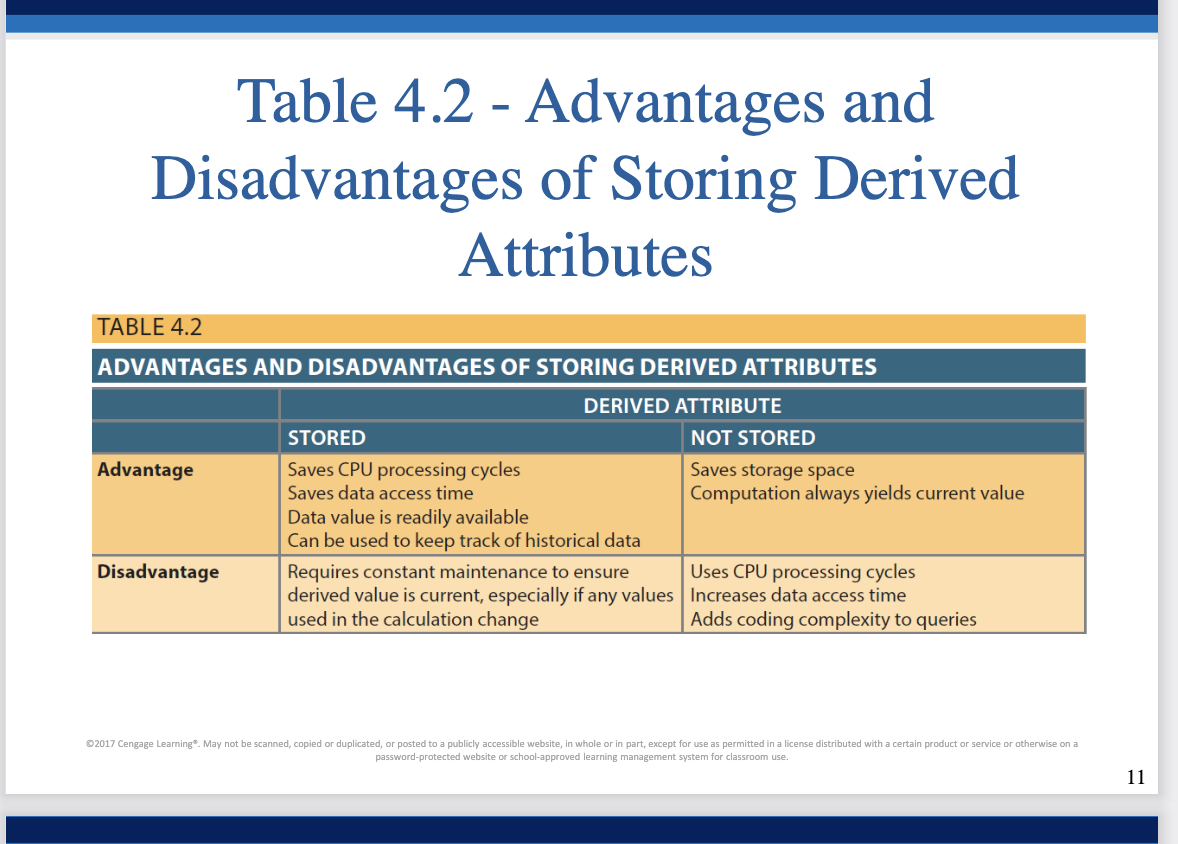 Table 4.2 - Advantages and
Disadvantages of Storing Derived
Attributes
TABLE 4.2
ADVANTAGES AND DISADVANTAGES OF STORING DERIVED ATTRIBUTES
DERIVED ATTRIBUTE
STORED NOT STORED
Advantage
Saves CPU processing cycles
Saves data access time
Data value is readily available
Can be used to keep track of historical data
Saves storage space
Computation always yields current value
Disadvantage
Requires constant maintenance to ensure
derived value is current, especially if any values
used in the calculation change
Uses CPU processing cycles
Increases data access time
Adds coding complexity to queries
©2017 Cengage Learning®. May not be scanned, copied or duplicated, or posted to a publicly accessible website, in whole or in part, except for use as permitted in a license distributed with a certain product or service or otherwise on a
password-protected website or school-approved learning management system for classroom use.
11